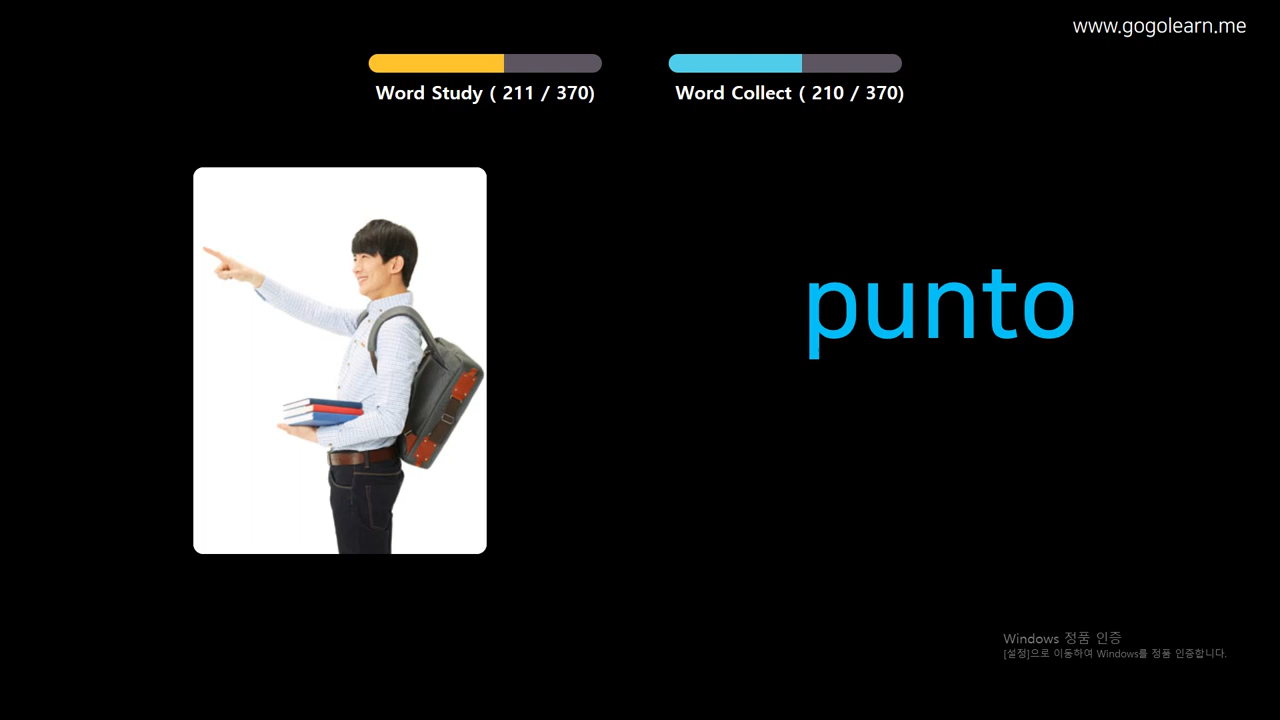 www.gogolearn.me
Word Study ( 211 / 370)
Word Collect ( 210 / 370)
punto
Windows 정품 인증
[설정]으로 이동하여 Windows를 정품 인증합니다.